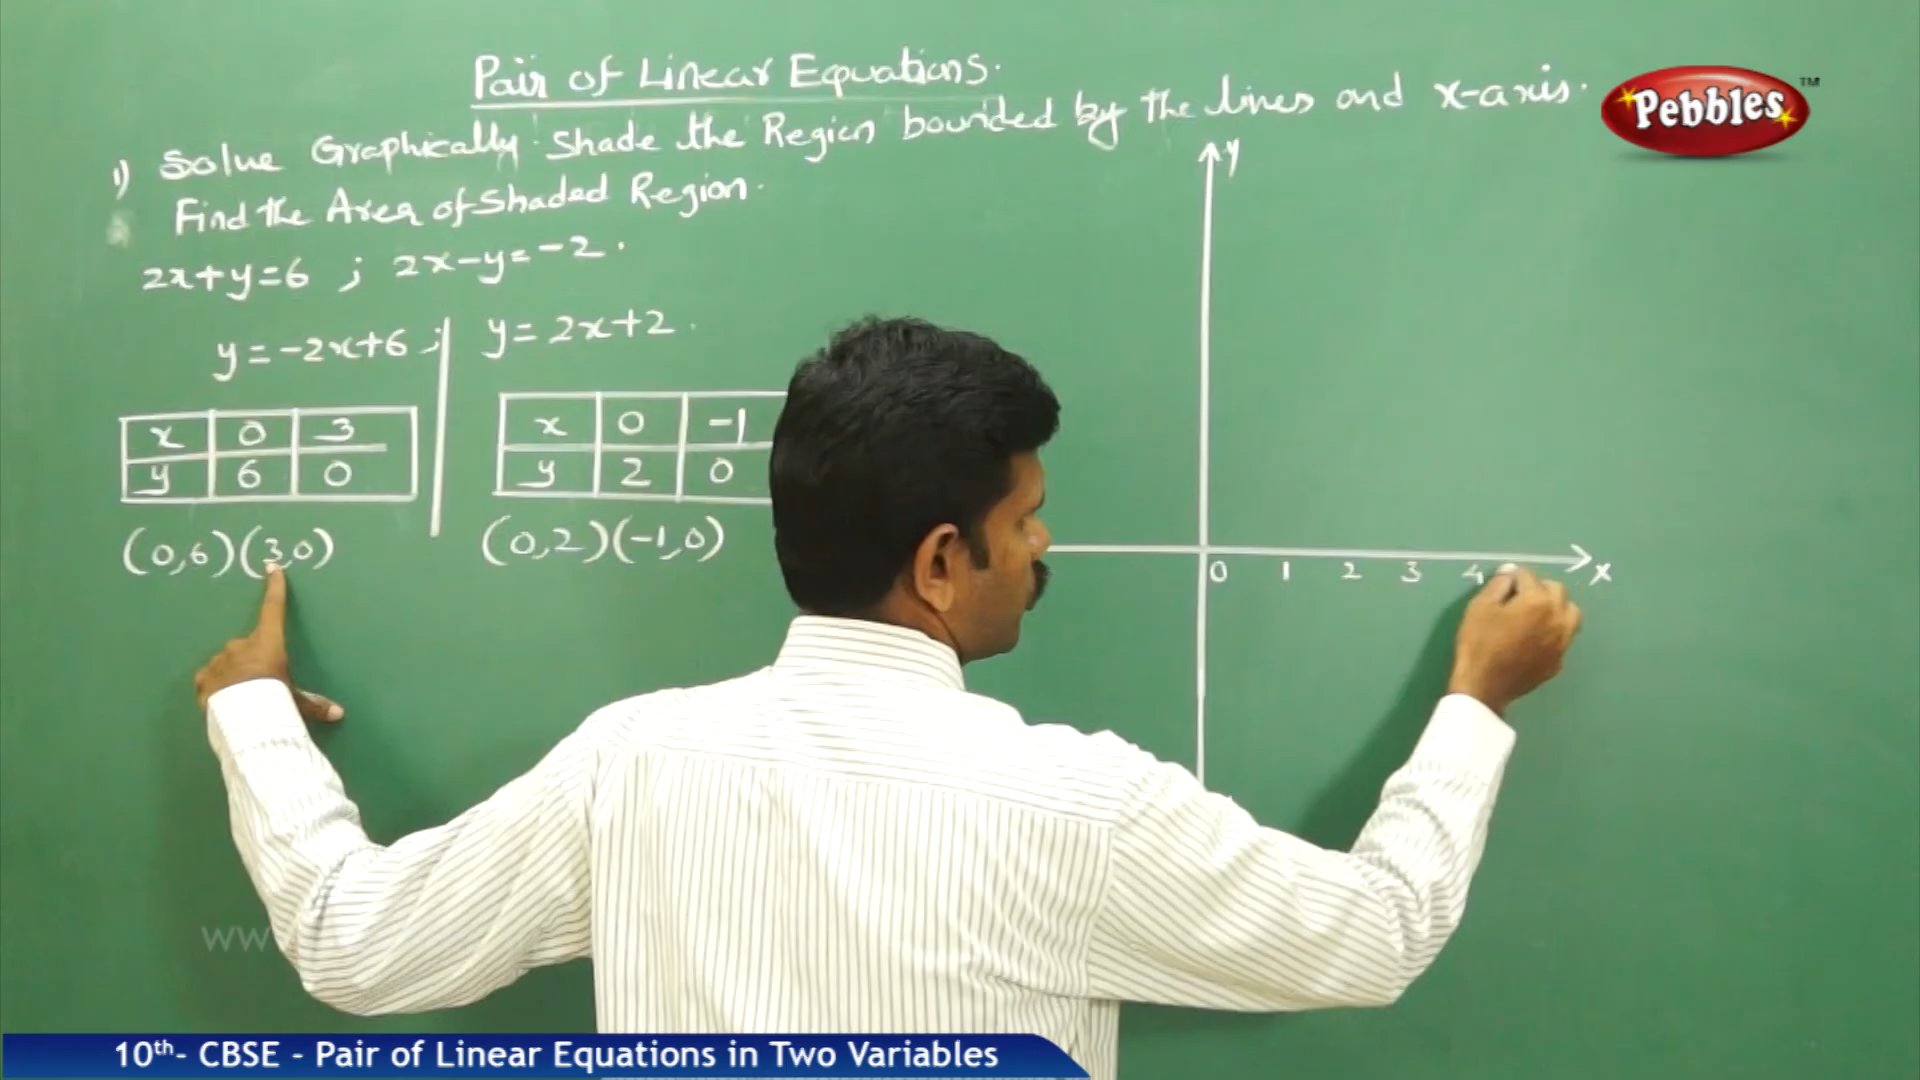 Pair of Linear Equations.
1) Solve Graphically. Shade the Region bounded by the lines and x-axis.
Find the Area of Shaded Region.
2x+y=6 ; 2x-y=-2.
y=-2x+6 ; y=2x+2.
x 0 3
y 6 0
x 0 -1
y 2 0
(0,6)(3,0)
(0,2)(-1,0)
y
0 1 2 3 4 x
Pebbles™
ww
10th- CBSE - Pair of Linear Equations in Two Variables